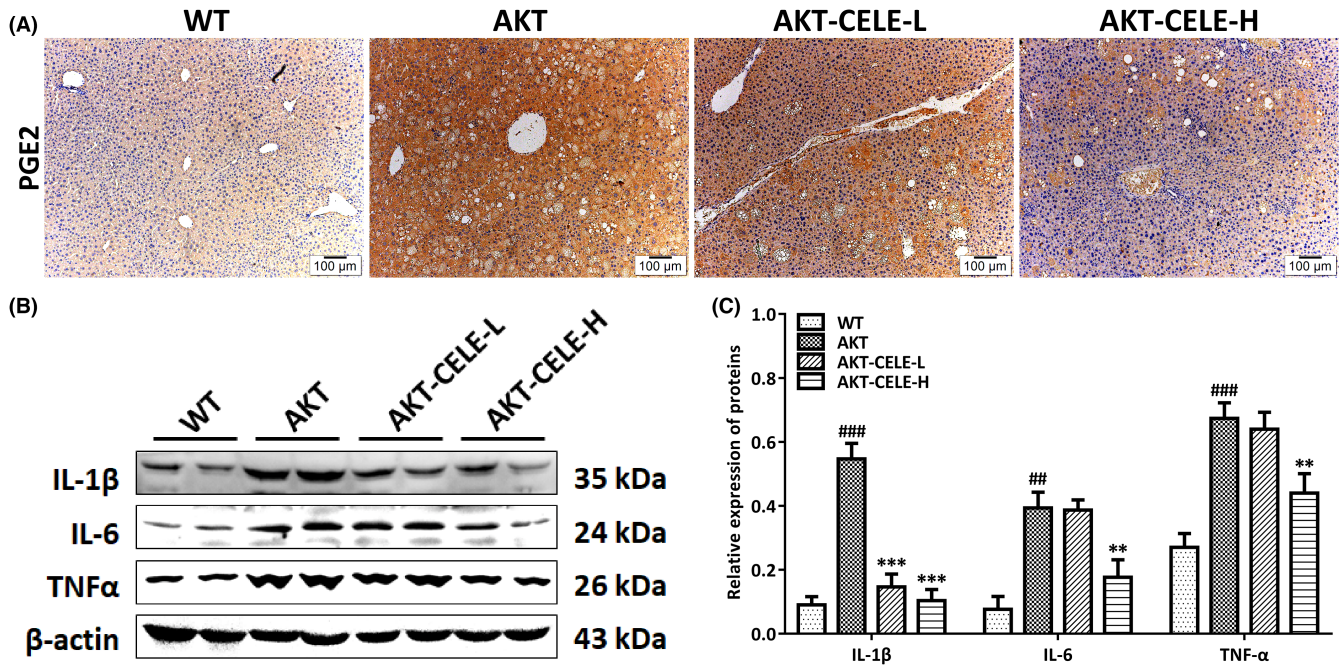 (A)
WT
AKT
AKT-CELE-L
AKT-CELE-H
PGE2
100 µm
100 µm
100 µm
100 µm
(B)
WT
AKT
AKT-CELE-L
AKT-CELE-H
IL-1β 35 kDa
IL-6 24 kDa
TNFα 26 kDa
β-actin 43 kDa
(C)
WT
AKT
AKT-CELE-L
AKT-CELE-H
Relative expression of proteins
1.0
0.8
0.6
0.4
0.2
0.0
###
***
***
##
**
###
**
IL-1β IL-6 TNF-α